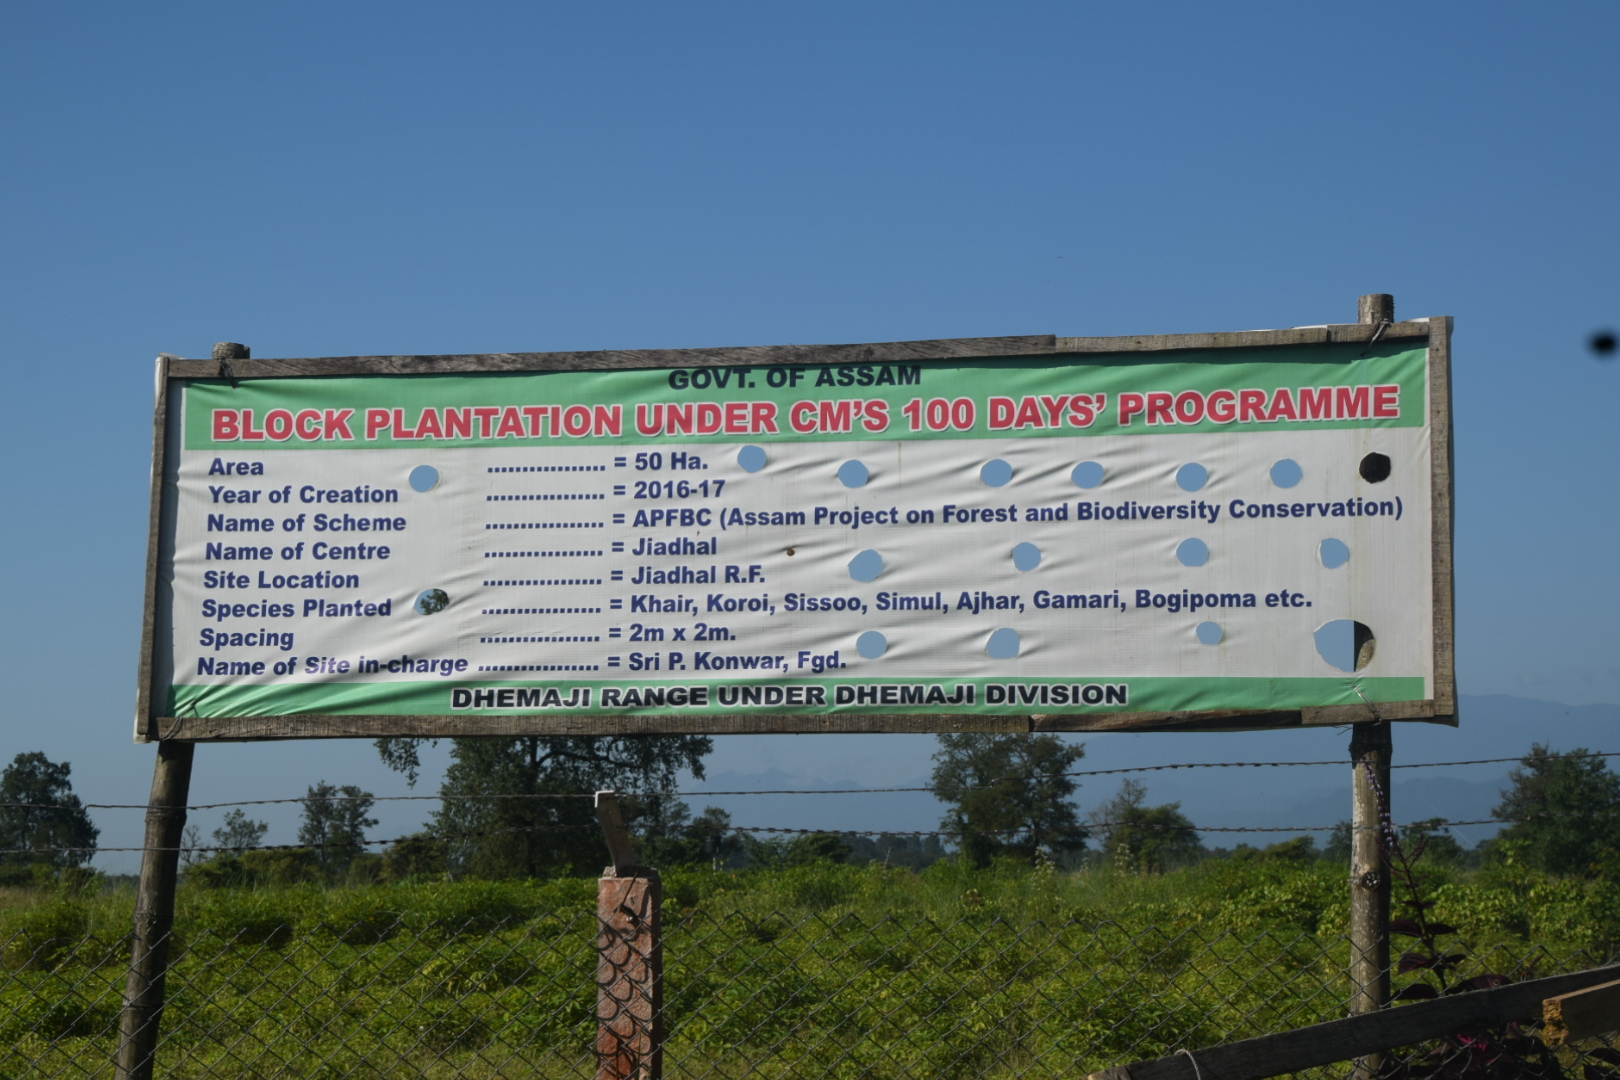 GOVT. OF ASSAM
BLOCK PLANTATION UNDER CM'S 100 DAYS' PROGRAMME
Area ................. = 50 Ha.
Year of Creation ................. = 2016-17
Name of Scheme ................. = APFBC (Assam Project on Forest and Biodiversity Conservation)
Name of Centre ................. = Jiadhal
Site Location ................. = Jiadhal R.F.
Species Planted ................. = Khair, Koroi, Sissoo, Simul, Ajhar, Gamari, Bogipoma etc.
Spacing ................. = 2m x 2m.
Name of Site in-charge ................. = Sri P. Konwar, Fgd.
DHEMAJI RANGE UNDER DHEMAJI DIVISION